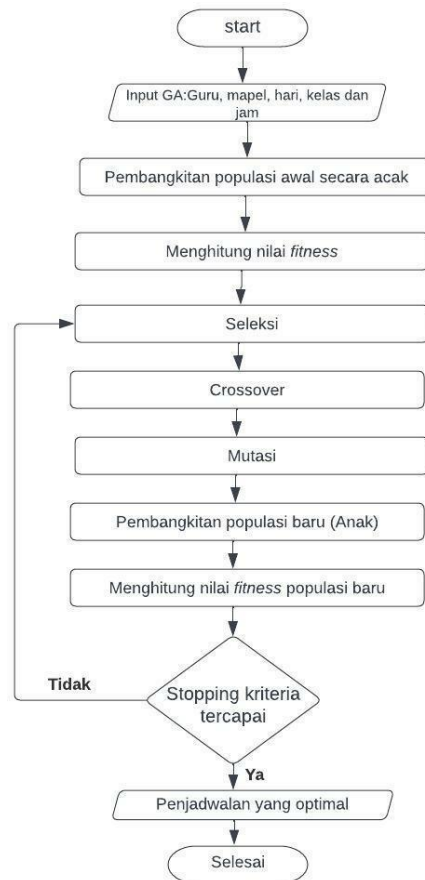 start
Input GA:Guru, mapel, hari, kelas dan
jam
Pembangkitan populasi awal secara acak
Menghitung nilai fitness
Seleksi
Crossover
Mutasi
Pembangkitan populasi baru (Anak)
Menghitung nilai fitness populasi baru
Stopping kriteria
tercapai
Tidak
Ya
Penjadwalan yang optimal
Selesai